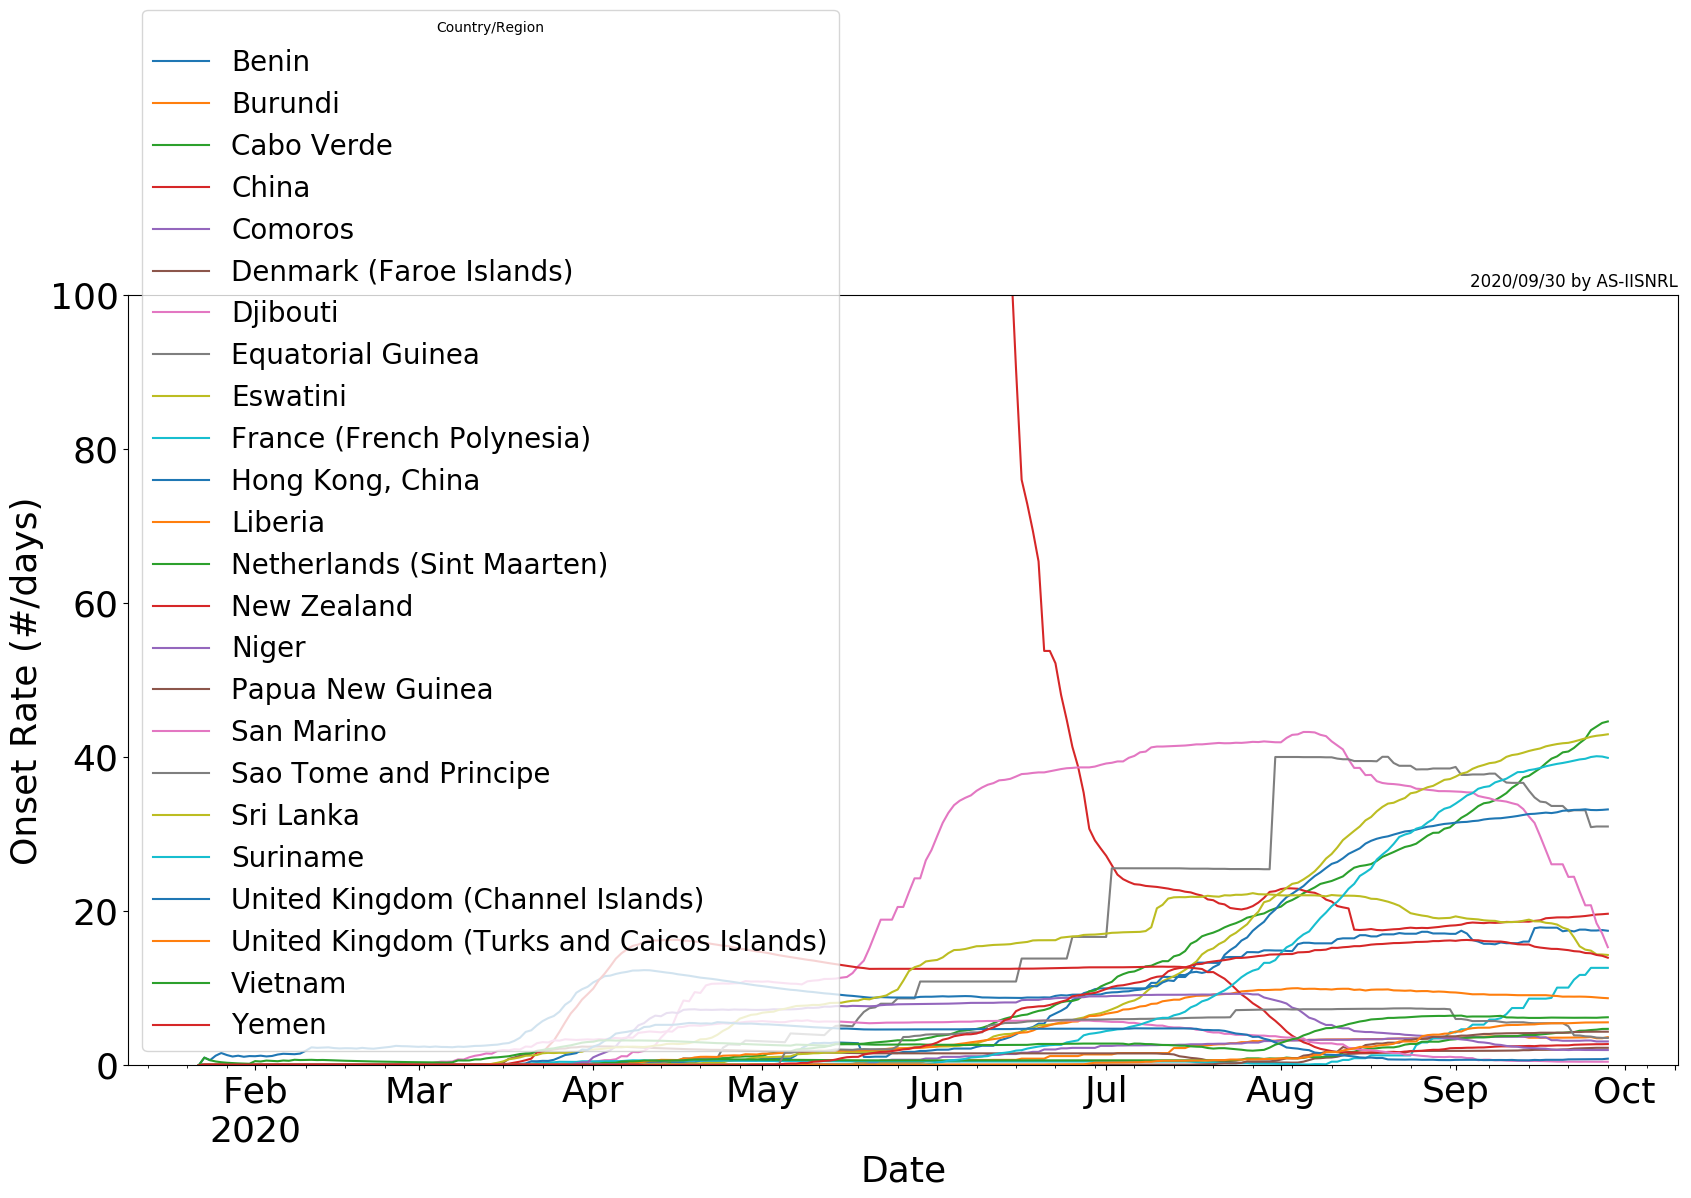 Country/Region
Benin
Burundi
Cabo Verde
China
Comoros
Denmark (Faroe Islands)
Djibouti
Equatorial Guinea
Eswatini
France (French Polynesia)
Hong Kong, China
Liberia
Netherlands (Sint Maarten)
New Zealand
Niger
Papua New Guinea
San Marino
Sao Tome and Principe
Sri Lanka
Suriname
United Kingdom (Channel Islands)
United Kingdom (Turks and Caicos Islands)
Vietnam
Yemen
2020/09/30 by AS-IISNRL
100
80
60
40
20
0
Onset Rate (#/days)
Feb Mar Apr May Jun Jul Aug Sep Oct
2020
Date